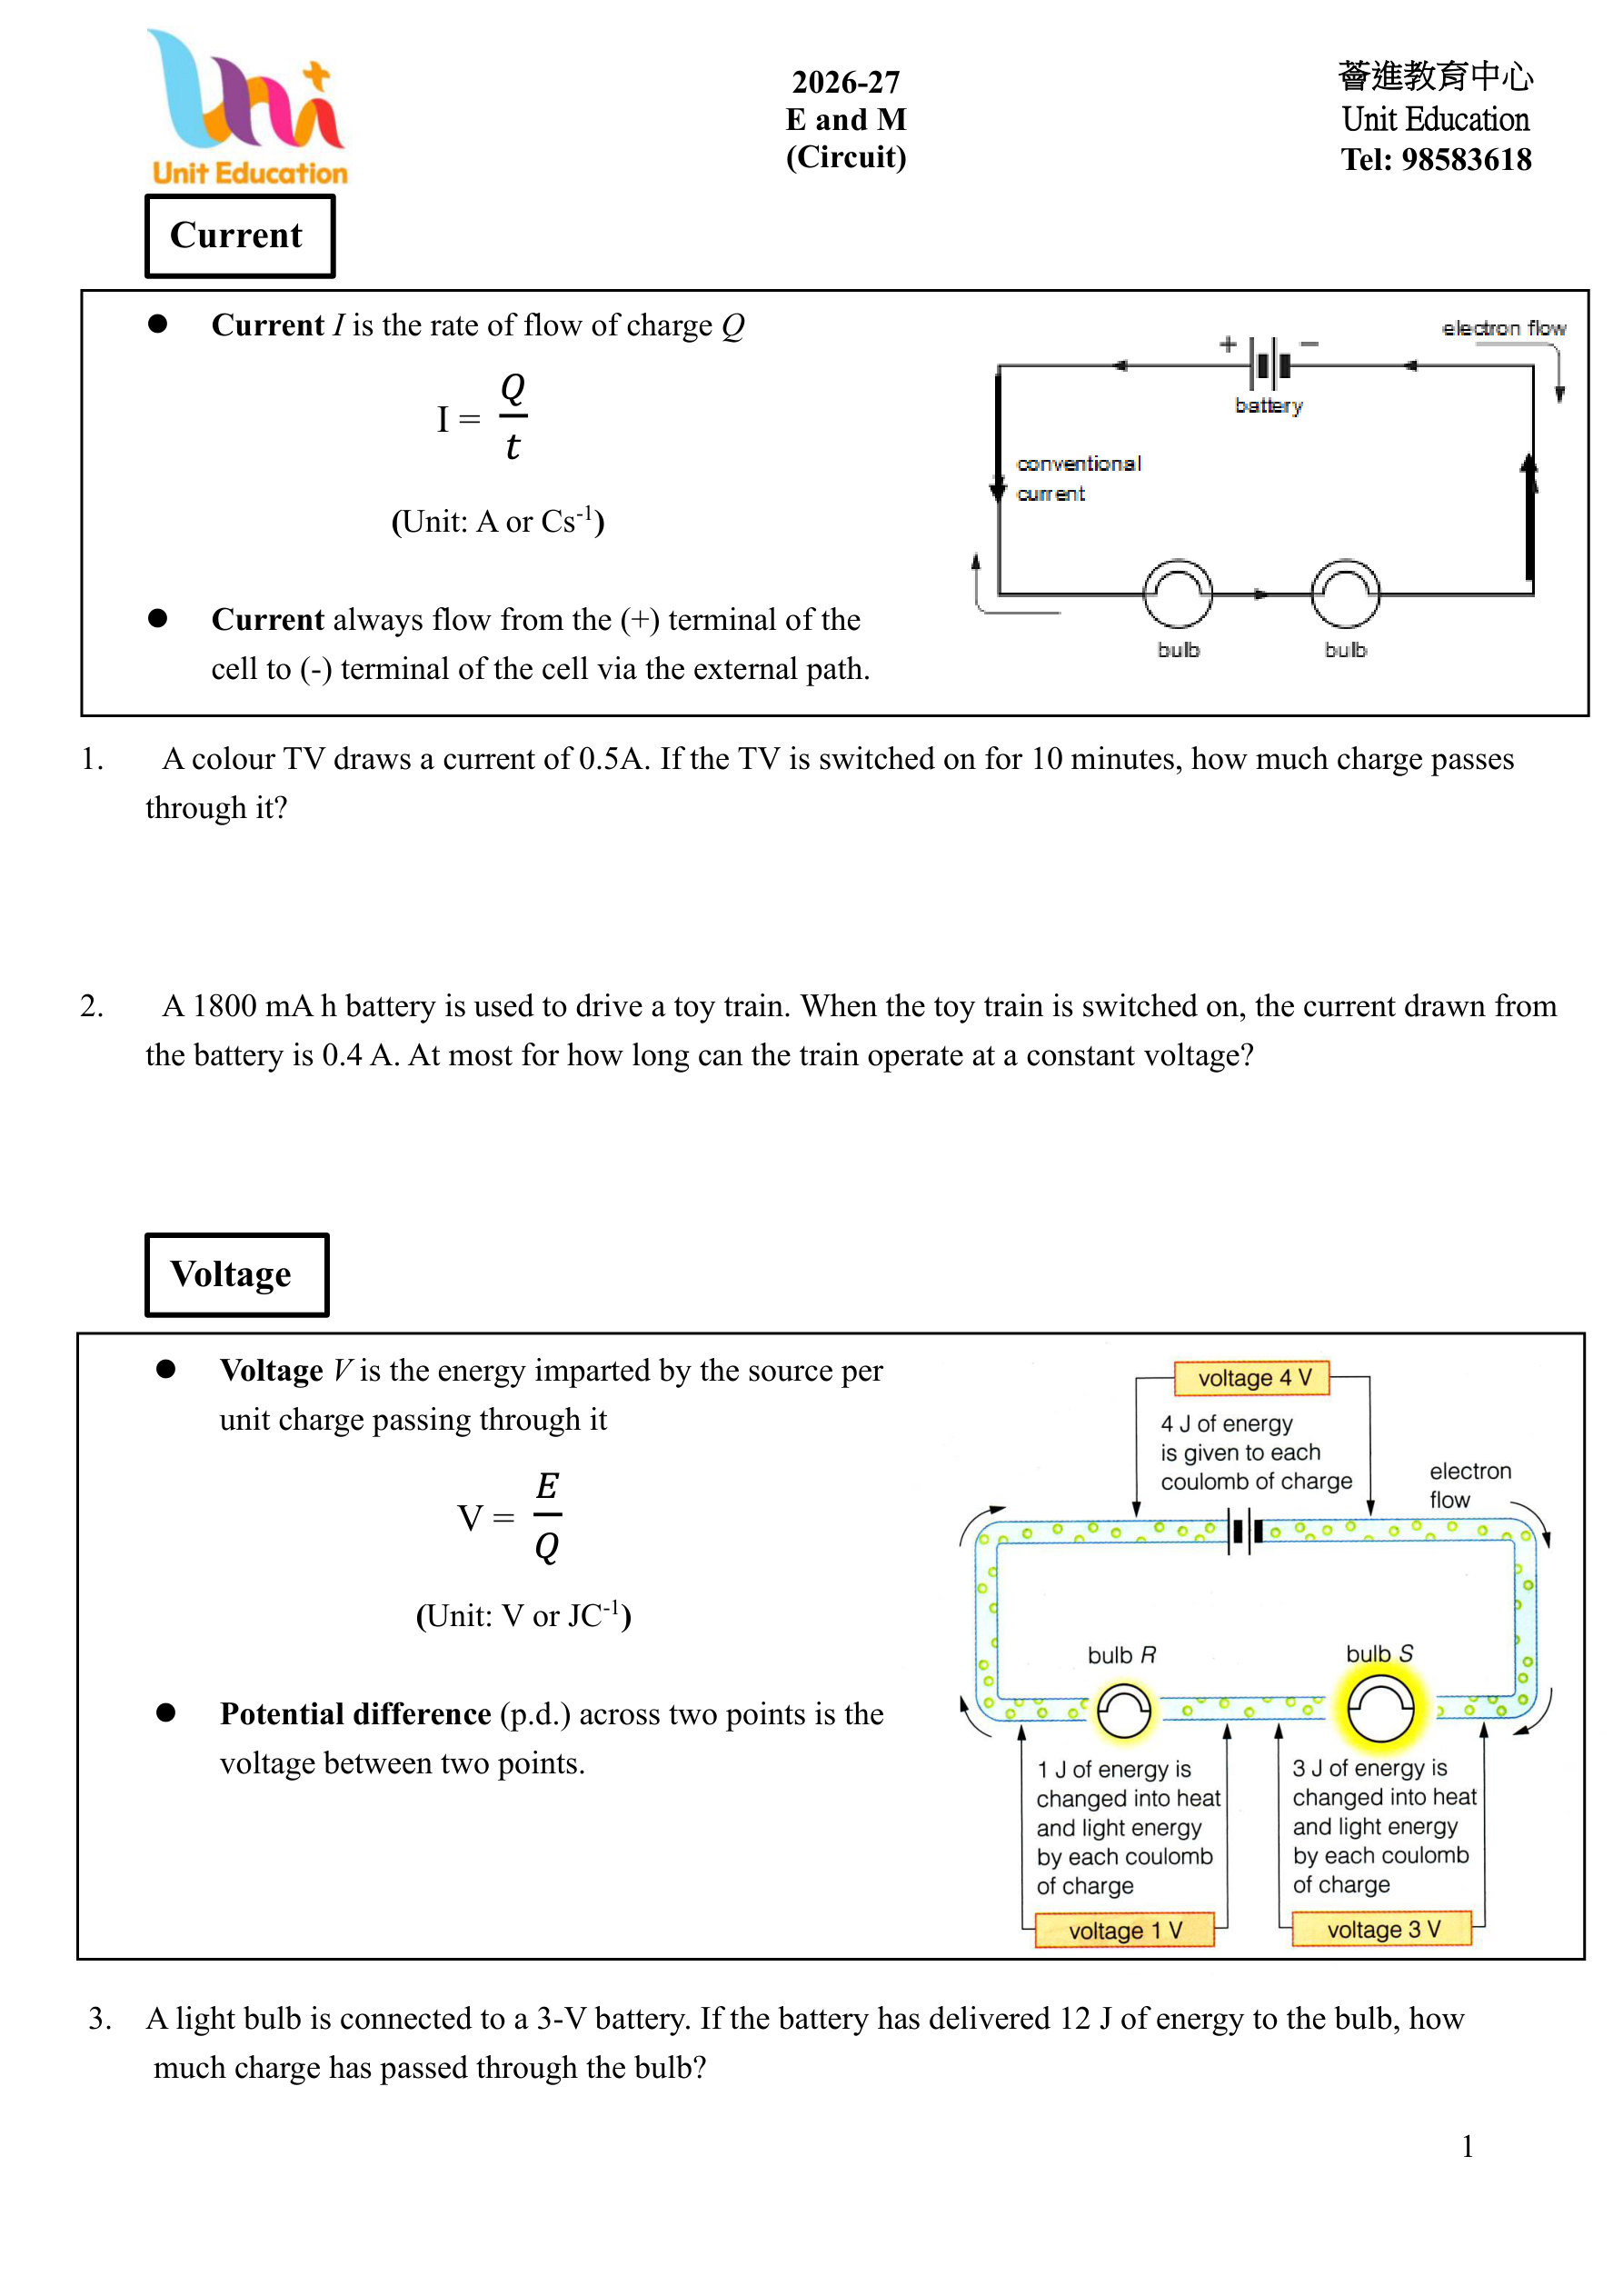 Uni
Unit Education
2026-27
E and M
(Circuit)
薈進教育中心
Unit Education
Tel: 98583618
Current
● Current I is the rate of flow of charge Q
I = Q/t
(Unit: A or Cs⁻¹)
● Current always flow from the (+) terminal of the
cell to (-) terminal of the cell via the external path.
electron flow
+ −
battery
conventional
current
bulb bulb
1. A colour TV draws a current of 0.5A. If the TV is switched on for 10 minutes, how much charge passes
through it?
2. A 1800 mA h battery is used to drive a toy train. When the toy train is switched on, the current drawn from
the battery is 0.4 A. At most for how long can the train operate at a constant voltage?
Voltage
● Voltage V is the energy imparted by the source per
unit charge passing through it
V = E/Q
(Unit: V or JC⁻¹)
● Potential difference (p.d.) across two points is the
voltage between two points.
voltage 4 V
4 J of energy
is given to each
coulomb of charge
electron
flow
bulb R
bulb S
1 J of energy is
changed into heat
and light energy
by each coulomb
of charge
voltage 1 V
3 J of energy is
changed into heat
and light energy
by each coulomb
of charge
voltage 3 V
3. A light bulb is connected to a 3-V battery. If the battery has delivered 12 J of energy to the bulb, how
much charge has passed through the bulb?
1